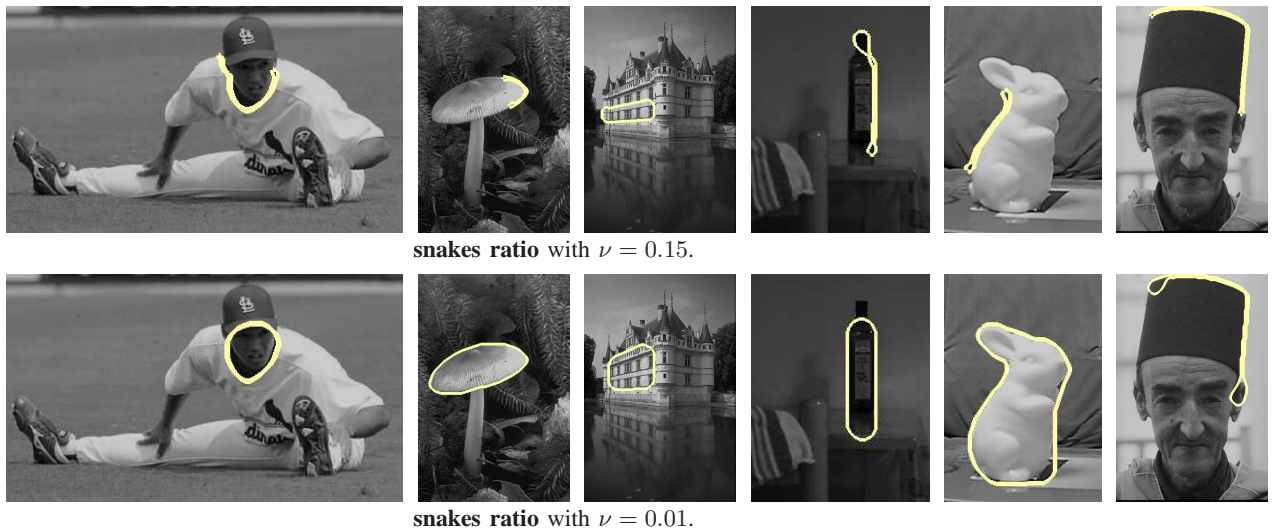 snakes ratio with ν = 0.15.
snakes ratio with ν = 0.01.